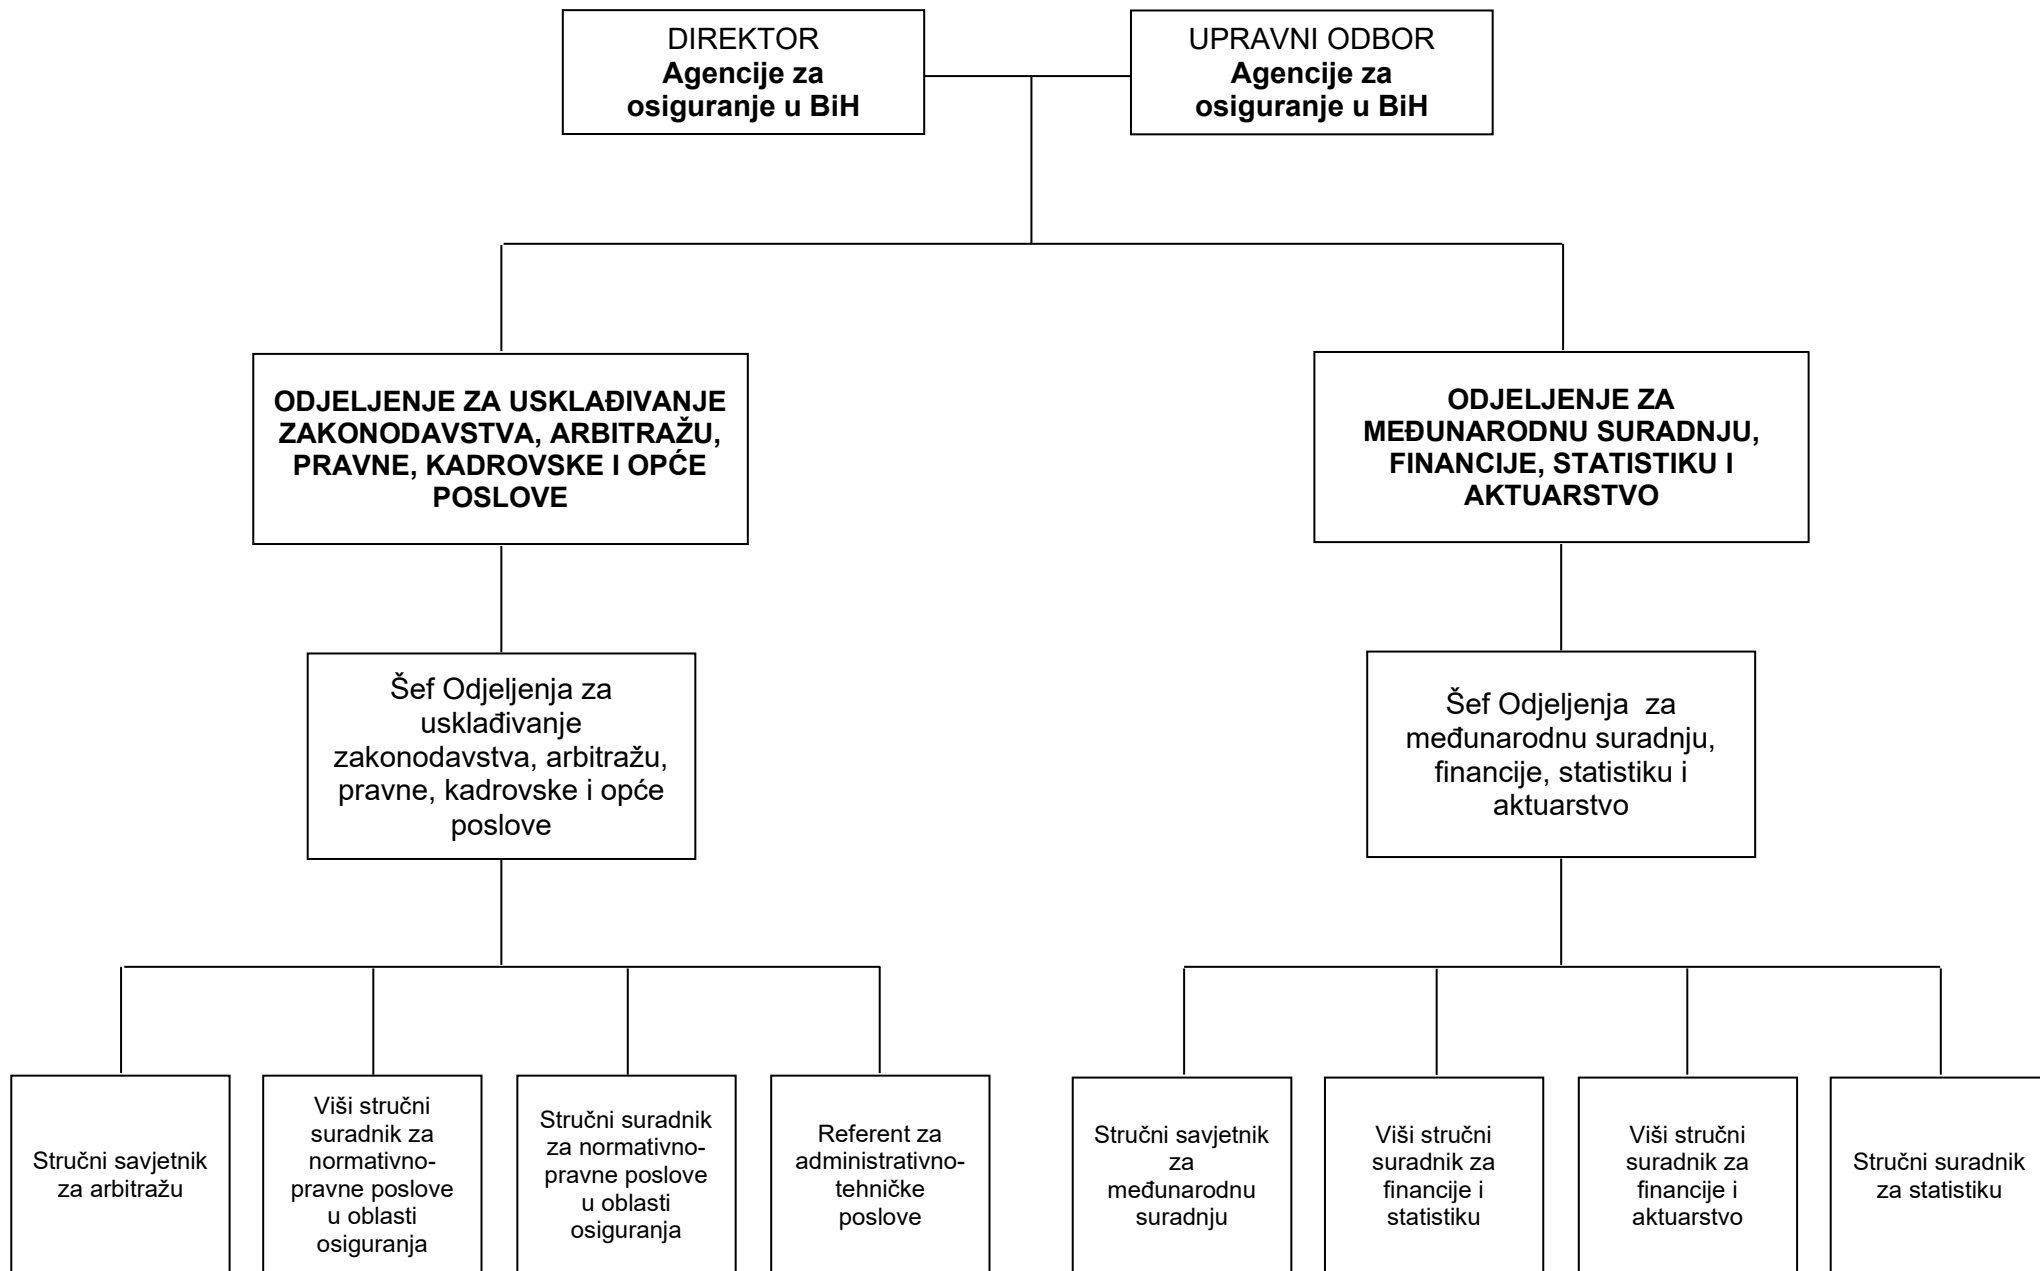 DIREKTOR
Agencije za
osiguranje u BiH
UPRAVNI ODBOR
Agencije za
osiguranje u BiH
ODJELJENJE ZA USKLAĐIVANJE
ZAKONODAVSTVA, ARBITRAŽU,
PRAVNE, KADROVSKE I OPĆE
POSLOVE
ODJELJENJE ZA
MEĐUNARODNU SURADNJU,
FINANCIJE, STATISTIKU I
AKTUARSTVO
Šef Odjeljenja za
usklađivanje
zakonodavstva, arbitražu,
pravne, kadrovske i opće
poslove
Šef Odjeljenja  za
međunarodnu suradnju,
financije, statistiku i
aktuarstvo
Stručni savjetnik
za arbitražu
Viši stručni
suradnik za
normativno-
pravne poslove
u oblasti
osiguranja
Stručni suradnik
za normativno-
pravne poslove
u oblasti
osiguranja
Referent za
administrativno-
tehničke
poslove
Stručni savjetnik
za
međunarodnu
suradnju
Viši stručni
suradnik za
financije i
statistiku
Viši stručni
suradnik za
financije i
aktuarstvo
Stručni suradnik
za statistiku